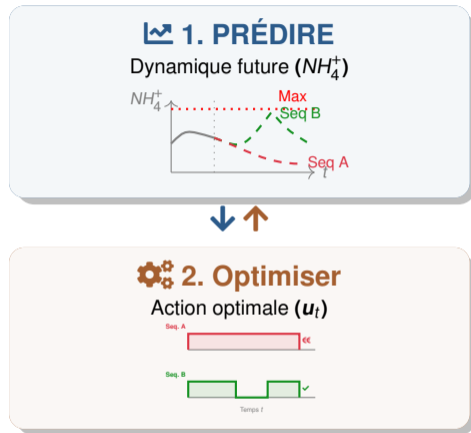 1. PRÉDIRE
Dynamique future (NH₄⁺)
NH₄⁺
Max
Seq B
Seq A
t
2. Optimiser
Action optimale (uₜ)
Seq. A
€€
Seq. B
✓
Temps t